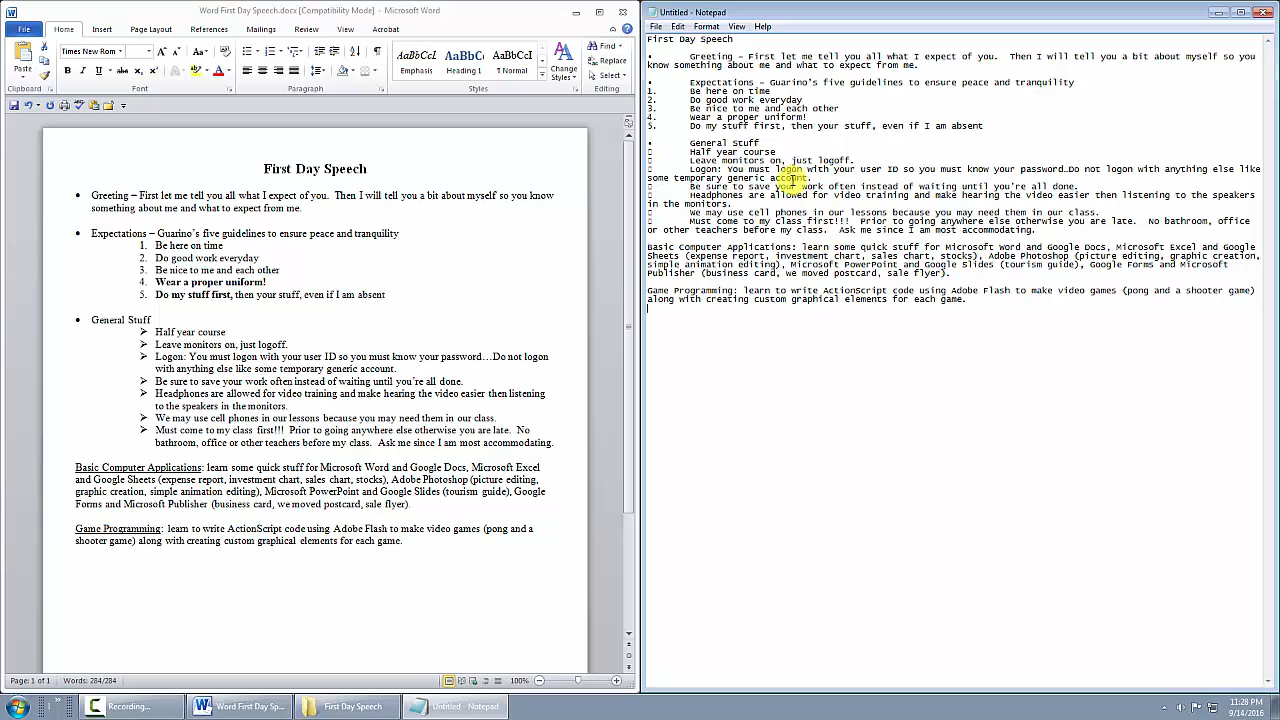 Word First Day Speech.docx [Compatibility Mode] - Microsoft Word
File Home Insert Page Layout References Mailings Review View Acrobat
Times New Rom
Paste
Clipboard Font Paragraph Styles Editing
AaBbCcI AaBbC AaBbCcI
Emphasis Heading 1 ¶ Normal
Change Styles
Find
Replace
Select
First Day Speech
• Greeting – First let me tell you all what I expect of you. Then I will tell you a bit about myself so you know
something about me and what to expect from me.
• Expectations – Guarino's five guidelines to ensure peace and tranquility
1. Be here on time
2. Do good work everyday
3. Be nice to me and each other
4. Wear a proper uniform!
5. Do my stuff first, then your stuff, even if I am absent
• General Stuff
➢ Half year course
➢ Leave monitors on, just logoff.
➢ Logon: You must logon with your user ID so you must know your password…Do not logon
with anything else like some temporary generic account.
➢ Be sure to save your work often instead of waiting until you're all done.
➢ Headphones are allowed for video training and make hearing the video easier then listening
to the speakers in the monitors.
➢ We may use cell phones in our lessons because you may need them in our class.
➢ Must come to my class first!!! Prior to going anywhere else otherwise you are late. No
bathroom, office or other teachers before my class. Ask me since I am most accommodating.
Basic Computer Applications: learn some quick stuff for Microsoft Word and Google Docs, Microsoft Excel
and Google Sheets (expense report, investment chart, sales chart, stocks), Adobe Photoshop (picture editing,
graphic creation, simple animation editing), Microsoft PowerPoint and Google Slides (tourism guide), Google
Forms and Microsoft Publisher (business card, we moved postcard, sale flyer).
Game Programming: learn to write ActionScript code using Adobe Flash to make video games (pong and a
shooter game) along with creating custom graphical elements for each game.
Page: 1 of 1 Words: 284/284 100%
Untitled - Notepad
File Edit Format View Help
First Day Speech
• Greeting – First let me tell you all what I expect of you. Then I will tell you a bit about myself so you
know something about me and what to expect from me.
• Expectations – Guarino's five guidelines to ensure peace and tranquility
1. Be here on time
2. Do good work everyday
3. Be nice to me and each other
4. wear a proper uniform!
5. Do my stuff first, then your stuff, even if I am absent
• General Stuff
Half year course
Leave monitors on, just logoff.
Logon: You must logon with your user ID so you must know your password…Do not logon with anything else like
some temporary generic account.
Be sure to save your work often instead of waiting until you're all done.
Headphones are allowed for video training and make hearing the video easier then listening to the speakers
in the monitors.
We may use cell phones in our lessons because you may need them in our class.
Must come to my class first!!! Prior to going anywhere else otherwise you are late. No bathroom, office
or other teachers before my class. Ask me since I am most accommodating.
Basic Computer Applications: learn some quick stuff for Microsoft Word and Google Docs, Microsoft Excel and Google
Sheets (expense report, investment chart, sales chart, stocks), Adobe Photoshop (picture editing, graphic creation,
simple animation editing), Microsoft PowerPoint and Google Slides (tourism guide), Google Forms and Microsoft
Publisher (business card, we moved postcard, sale flyer).
Game Programming: learn to write ActionScript code using Adobe Flash to make video games (pong and a shooter game)
along with creating custom graphical elements for each game.
Recording... Word First Day Sp... First Day Speech Untitled - Notepad
11:28 PM
9/14/2016